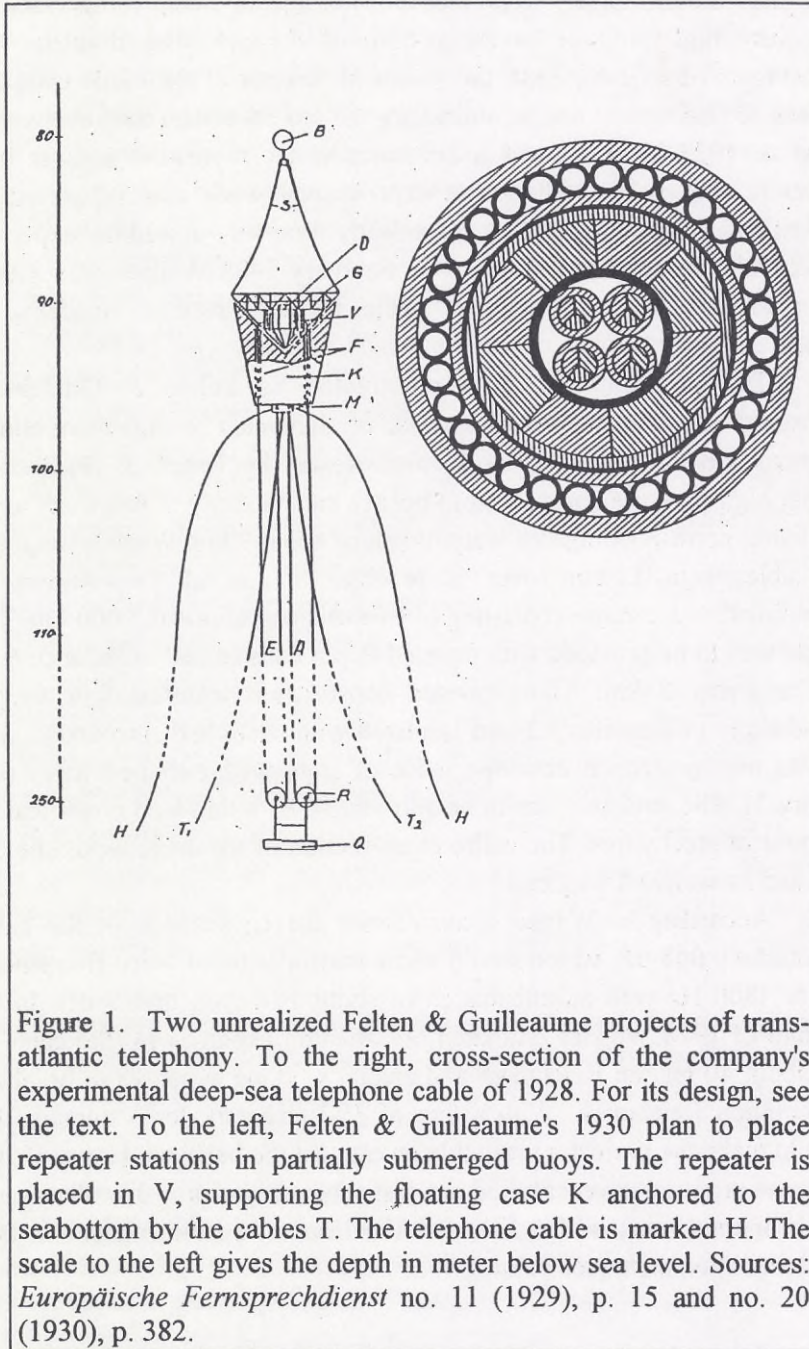 80
B
S
D
G
90
V
F
K
M
100
110
E A
250
R
H T₁ T₂ H
Q
Figure 1. Two unrealized Felten & Guilleaume projects of trans-
atlantic telephony. To the right, cross-section of the company's
experimental deep-sea telephone cable of 1928. For its design, see
the text. To the left, Felten & Guilleaume's 1930 plan to place
repeater stations in partially submerged buoys. The repeater is
placed in V, supporting the floating case K anchored to the
seabottom by the cables T. The telephone cable is marked H. The
scale to the left gives the depth in meter below sea level. Sources:
Europäische Fernsprechdienst no. 11 (1929), p. 15 and no. 20
(1930), p. 382.